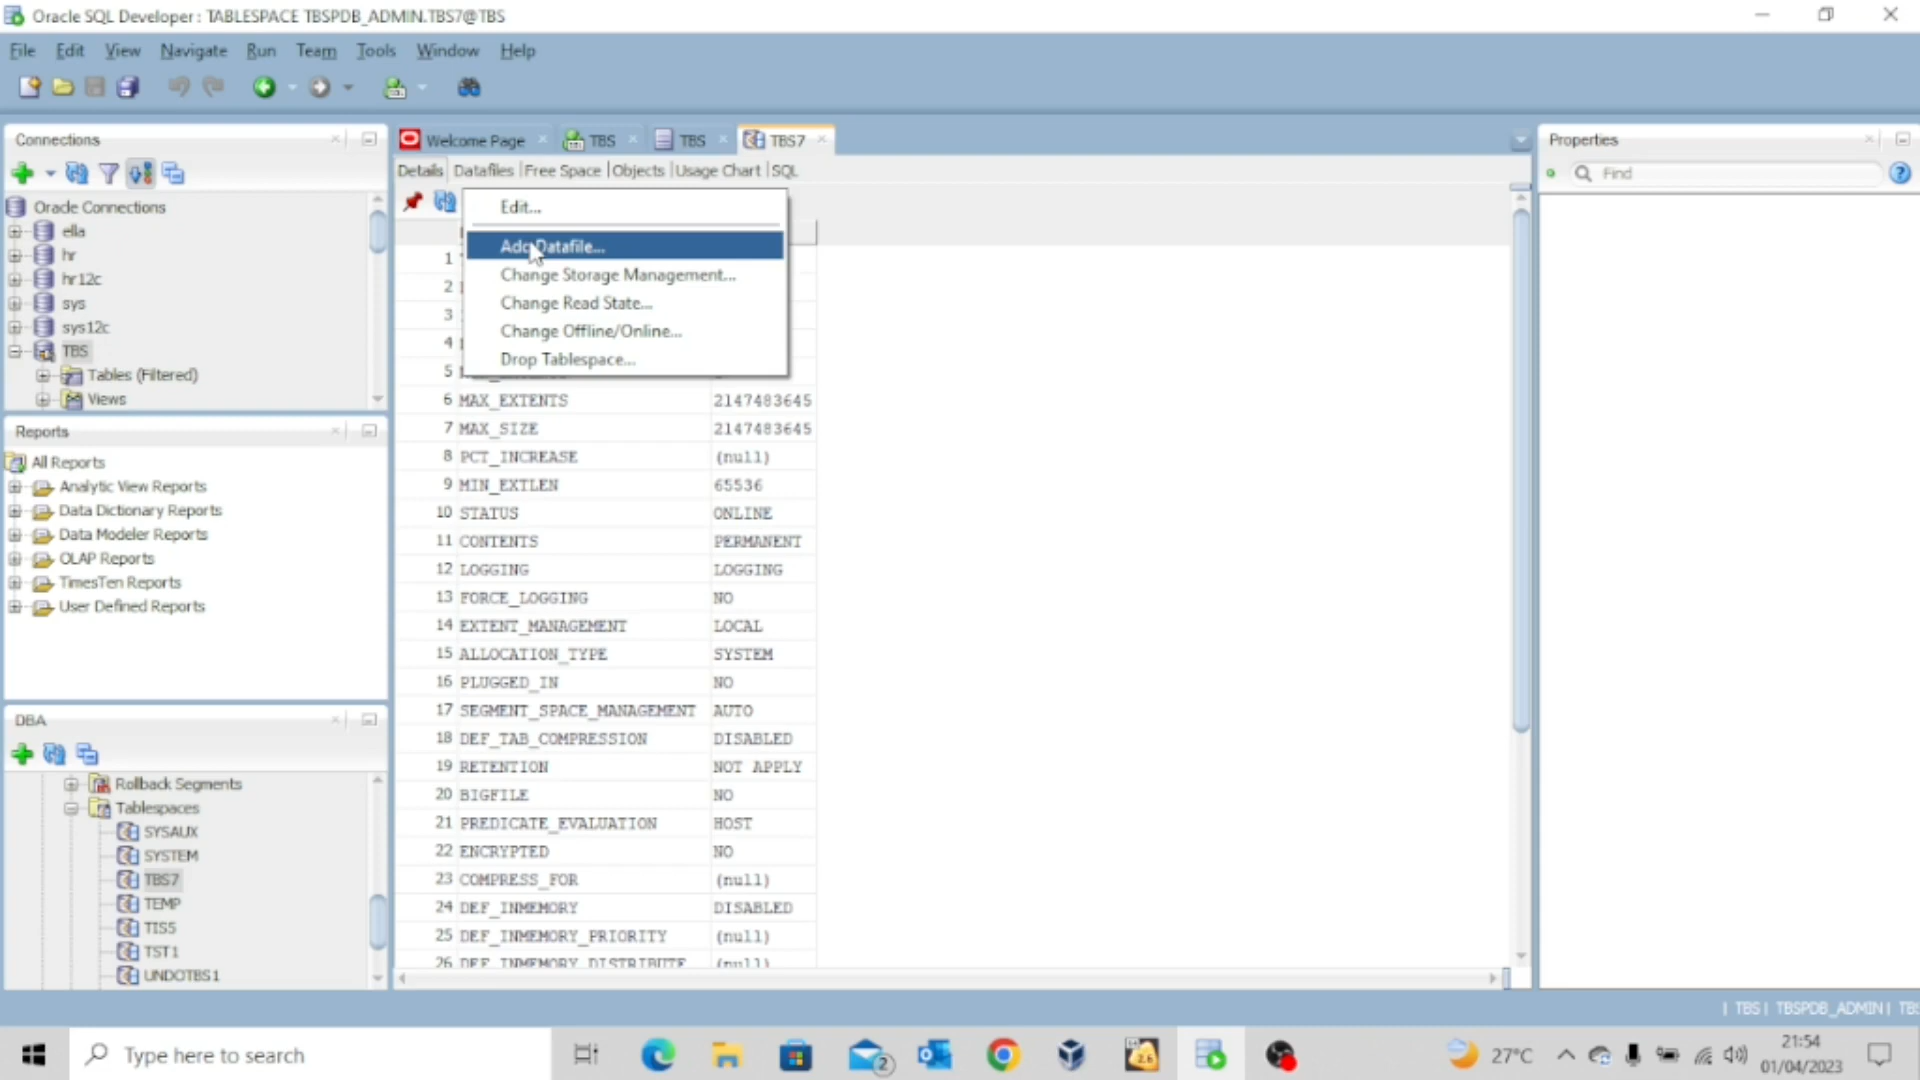 Oracle SQL Developer : TABLESPACE TBSPDB_ADMIN.TBS7@TBS
File Edit View Navigate Run Team Tools Window Help
Connections
Oracle Connections
ella
hr
hr12c
sys
sys12c
TBS
Tables (Filtered)
Views
Reports
All Reports
Analytic View Reports
Data Dictionary Reports
Data Modeler Reports
OLAP Reports
TimesTen Reports
User Defined Reports
DBA
Rollback Segments
Tablespaces
SYSAUX
SYSTEM
TBS7
TEMP
TIS5
TST1
UNDOTBS1
Welcome Page TBS TBS TBS7
Details Datafiles Free Space Objects Usage Chart SQL
Edit...
Add Datafile...
Change Storage Management...
Change Read State...
Change Offline/Online...
Drop Tablespace...
1
2
3
4
5
6 MAX_EXTENTS 2147483645
7 MAX_SIZE 2147483645
8 PCT_INCREASE (null)
9 MIN_EXTLEN 65536
10 STATUS ONLINE
11 CONTENTS PERMANENT
12 LOGGING LOGGING
13 FORCE_LOGGING NO
14 EXTENT_MANAGEMENT LOCAL
15 ALLOCATION_TYPE SYSTEM
16 PLUGGED_IN NO
17 SEGMENT_SPACE_MANAGEMENT AUTO
18 DEF_TAB_COMPRESSION DISABLED
19 RETENTION NOT APPLY
20 BIGFILE NO
21 PREDICATE_EVALUATION HOST
22 ENCRYPTED NO
23 COMPRESS_FOR (null)
24 DEF_INMEMORY DISABLED
25 DEF_INMEMORY_PRIORITY (null)
26 DEF_INMEMORY_DISTRIBUTE (null)
Properties
Find
| TBS | TBSPDB_ADMIN | TBS
Type here to search
2
2.6
27°C
21:54
01/04/2023